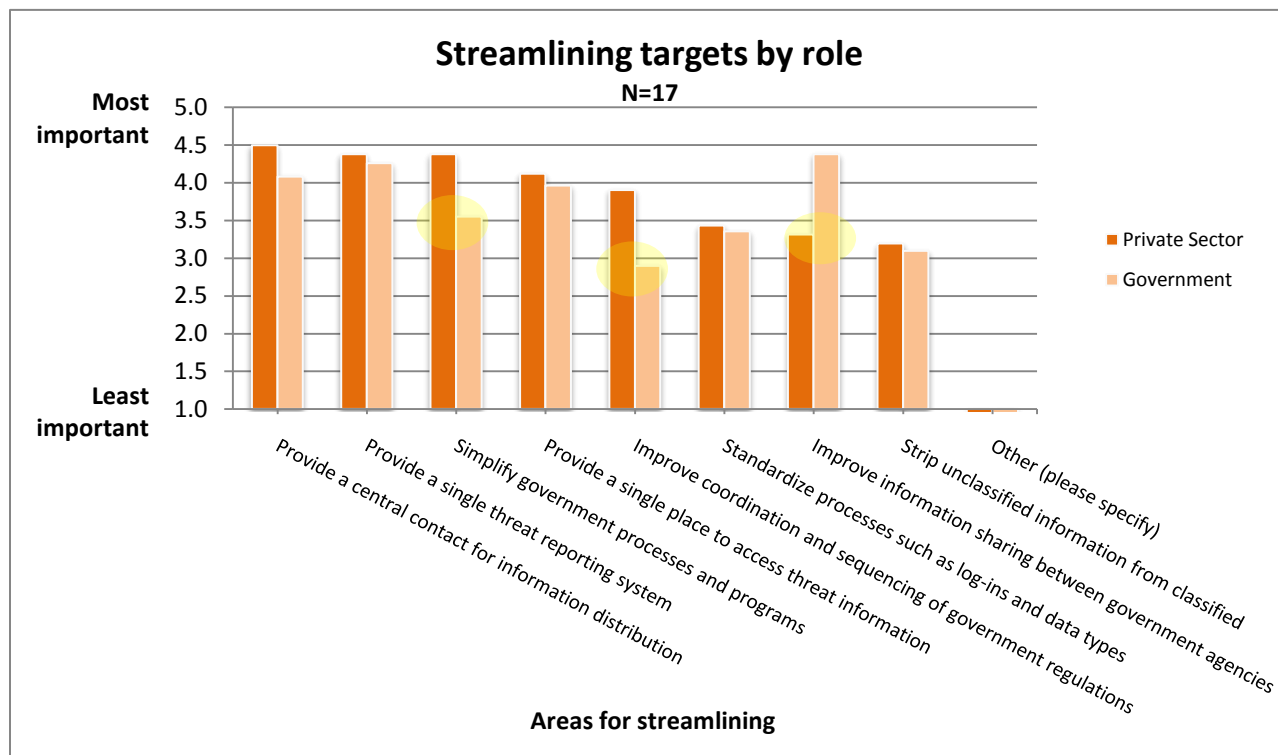 Streamlining targets by role
N=17
Most
important
5.0
4.5
4.0
3.5
3.0
2.5
2.0
1.5
1.0
Least
important
Private Sector
Government
Provide a central contact for information distribution
Provide a single threat reporting system
Simplify government processes and programs
Provide a single place to access threat information
Improve coordination and sequencing of government regulations
Standardize processes such as log-ins and data types
Improve information sharing between government agencies
Strip unclassified information from classified
Other (please specify)
Areas for streamlining